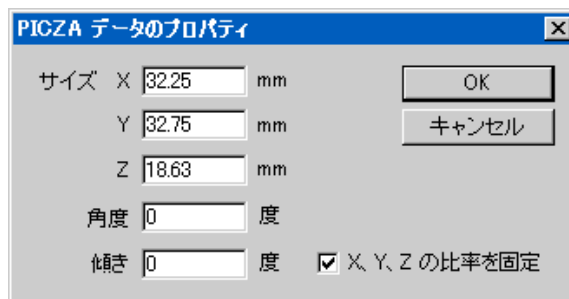 PICZA データのプロパティ
サイズ X 32.25 mm OK
Y 32.75 mm キャンセル
Z 18.63 mm
角度 0 度
傾き 0 度 X、Y、Z の比率を固定